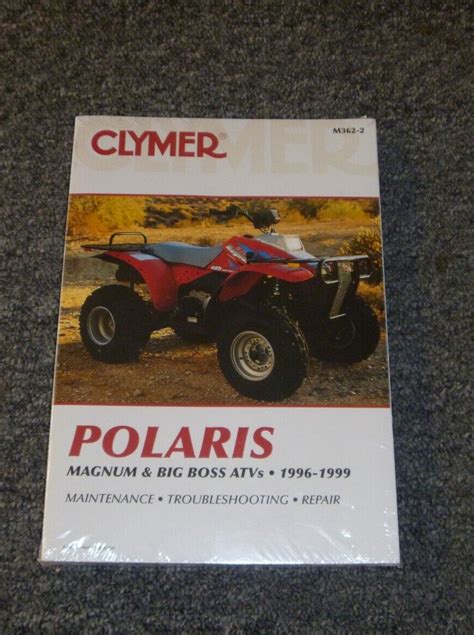 M362-2
CLYMER®
POLARIS
MAGNUM & BIG BOSS ATVs • 1996-1999
MAINTENANCE • TROUBLESHOOTING • REPAIR